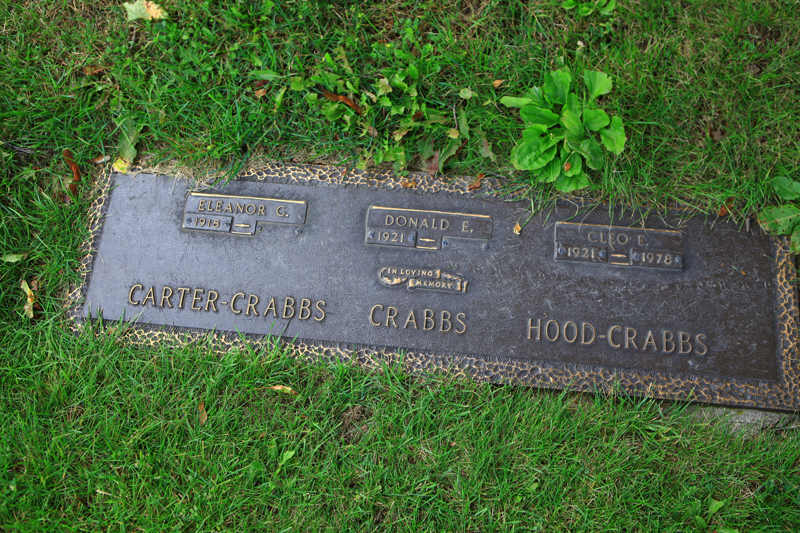 ELEANOR C.
1918
DONALD E.
1921
CLEO E.
1921 1978
IN LOVING
MEMORY
CARTER-CRABBS
CRABBS
HOOD-CRABBS